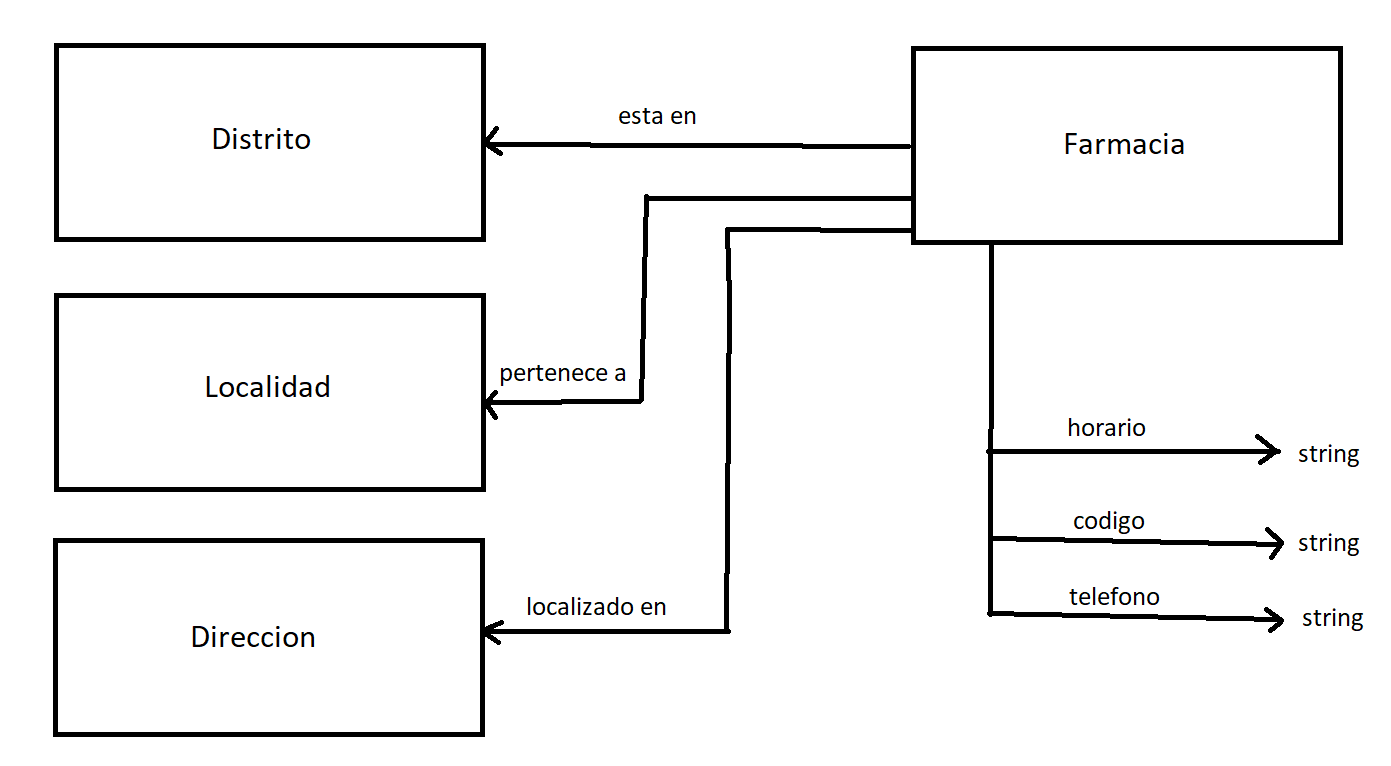 Distrito
esta en
Farmacia
pertenece a
Localidad
horario
string
codigo
string
telefono
string
localizado en
Direccion